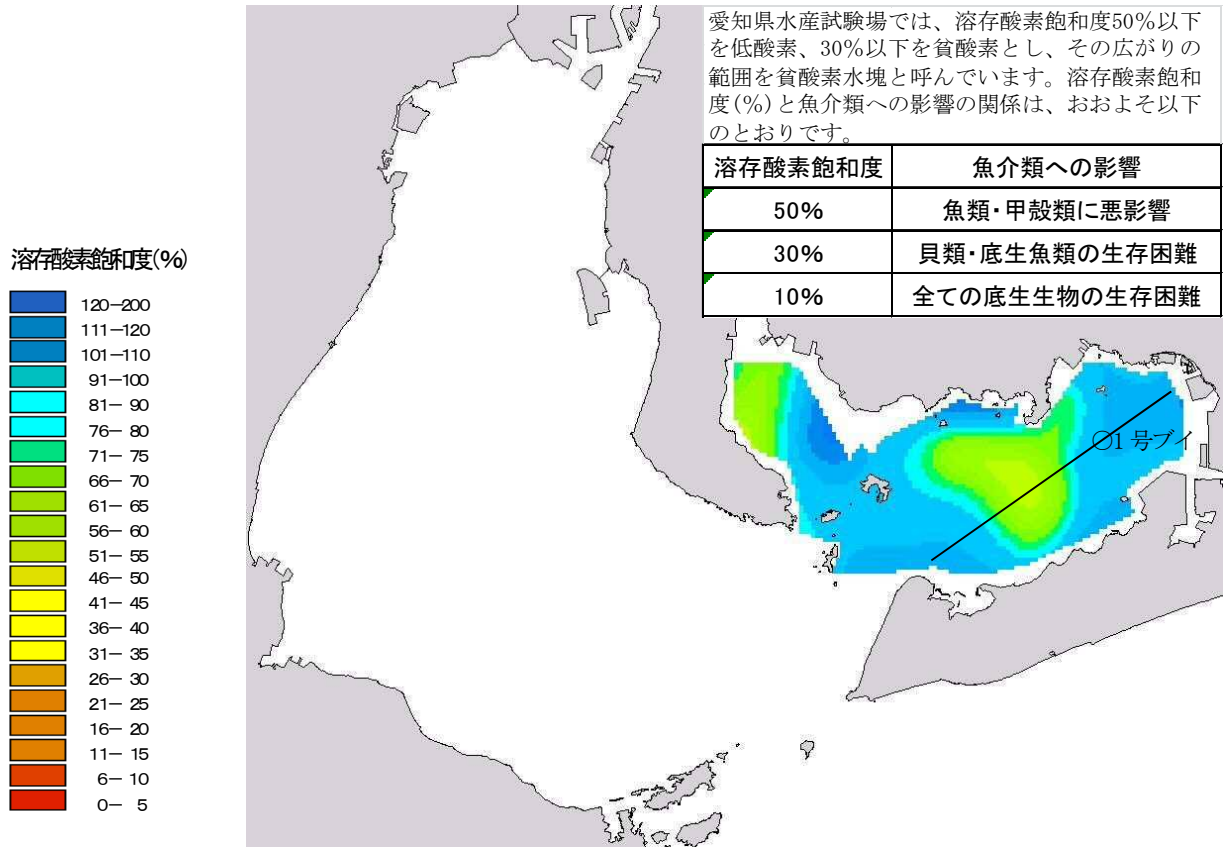 愛知県水産試験場では、溶存酸素飽和度50%以下
を低酸素、30%以下を貧酸素とし、その広がりの
範囲を貧酸素水塊と呼んでいます。溶存酸素飽和
度(%)と魚介類への影響の関係は、おおよそ以下
のとおりです。
溶存酸素飽和度 魚介類への影響
50% 魚類・甲殻類に悪影響
30% 貝類・底生魚類の生存困難
10% 全ての底生生物の生存困難
溶存酸素飽和度(%)
120-200
111-120
101-110
91-100
81- 90
76- 80
71- 75
66- 70
61- 65
56- 60
51- 55
46- 50
41- 45
36- 40
31- 35
26- 30
21- 25
16- 20
11- 15
6- 10
0- 5
○1号ブイ